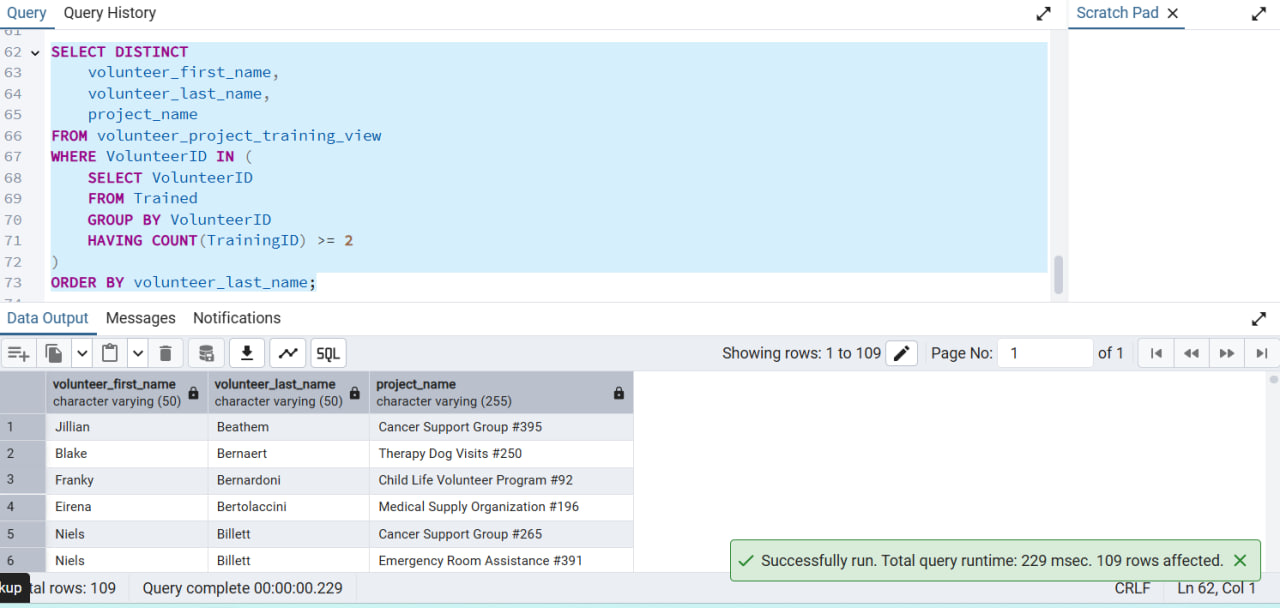 Query Query History Scratch Pad
61
62 SELECT DISTINCT
63 volunteer_first_name,
64 volunteer_last_name,
65 project_name
66 FROM volunteer_project_training_view
67 WHERE VolunteerID IN (
68 SELECT VolunteerID
69 FROM Trained
70 GROUP BY VolunteerID
71 HAVING COUNT(TrainingID) >= 2
72 )
73 ORDER BY volunteer_last_name;
74
Data Output Messages Notifications
SQL Showing rows: 1 to 109 Page No: 1 of 1
volunteer_first_name volunteer_last_name project_name
character varying (50) character varying (50) character varying (255)
1 Jillian Beathem Cancer Support Group #395
2 Blake Bernaert Therapy Dog Visits #250
3 Franky Bernardoni Child Life Volunteer Program #92
4 Eirena Bertolaccini Medical Supply Organization #196
5 Niels Billett Cancer Support Group #265
6 Niels Billett Emergency Room Assistance #391
Successfully run. Total query runtime: 229 msec. 109 rows affected.
kup tal rows: 109 Query complete 00:00:00.229 CRLF Ln 62, Col 1